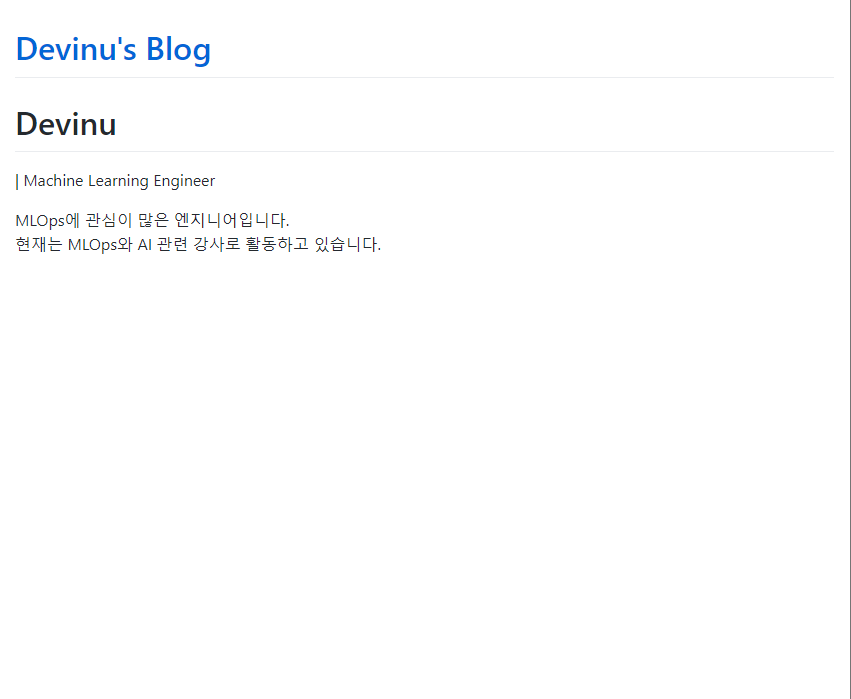 Devinu's Blog
Devinu
| Machine Learning Engineer
MLOps에 관심이 많은 엔지니어입니다.
현재는 MLOps와 AI 관련 강사로 활동하고 있습니다.